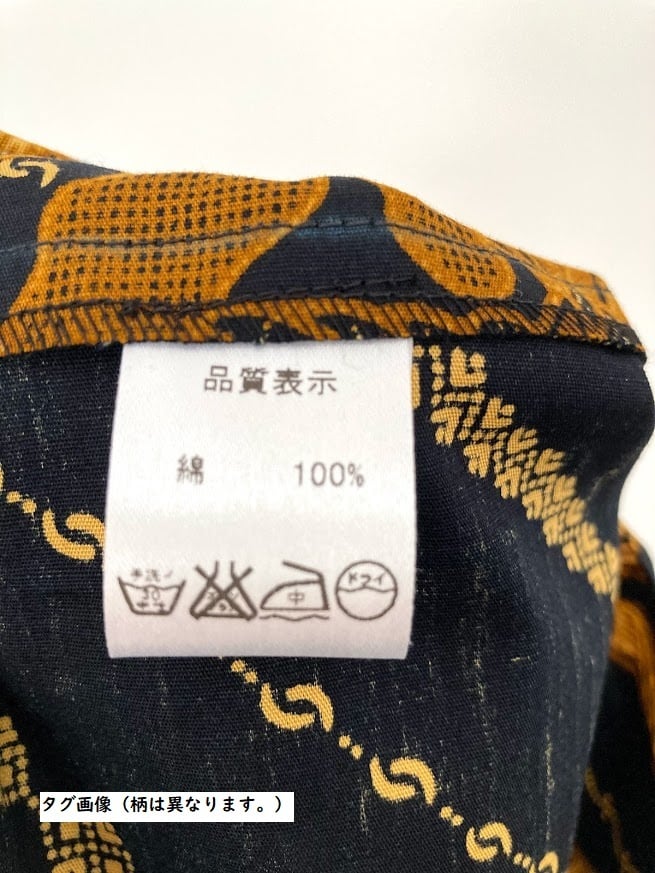 品質表示
綿 100%
手洗イ
30
中
ドライ
タグ画像（柄は異なります。）